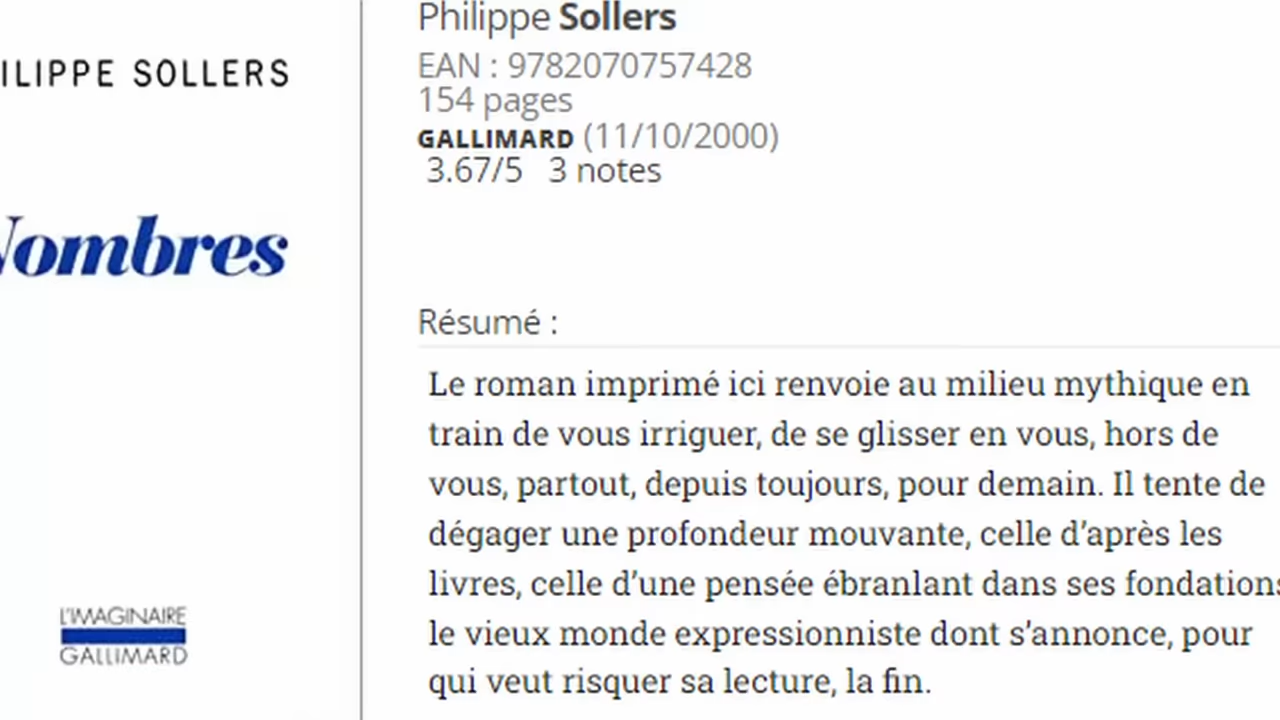 ILIPPE SOLLERS
Nombres
L'IMAGINAIRE
GALLIMARD
Philippe Sollers
EAN : 9782070757428
154 pages
GALLIMARD (11/10/2000)
3.67/5 3 notes
Résumé :
Le roman imprimé ici renvoie au milieu mythique en
train de vous irriguer, de se glisser en vous, hors de
vous, partout, depuis toujours, pour demain. Il tente de
dégager une profondeur mouvante, celle d’après les
livres, celle d’une pensée ébranlant dans ses fondations
le vieux monde expressionniste dont s’annonce, pour
qui veut risquer sa lecture, la fin.